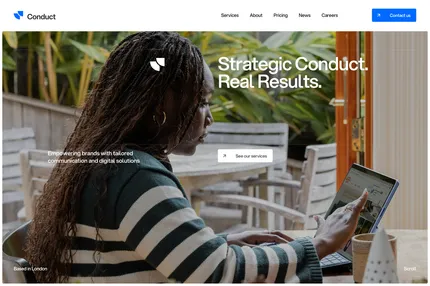 Conduct
Services
About
Pricing
News
Careers
Contact us
Strategic Conduct.
Real Results.
Empowering brands with tailored
communication and digital solutions
See our services
Based in London
Scroll